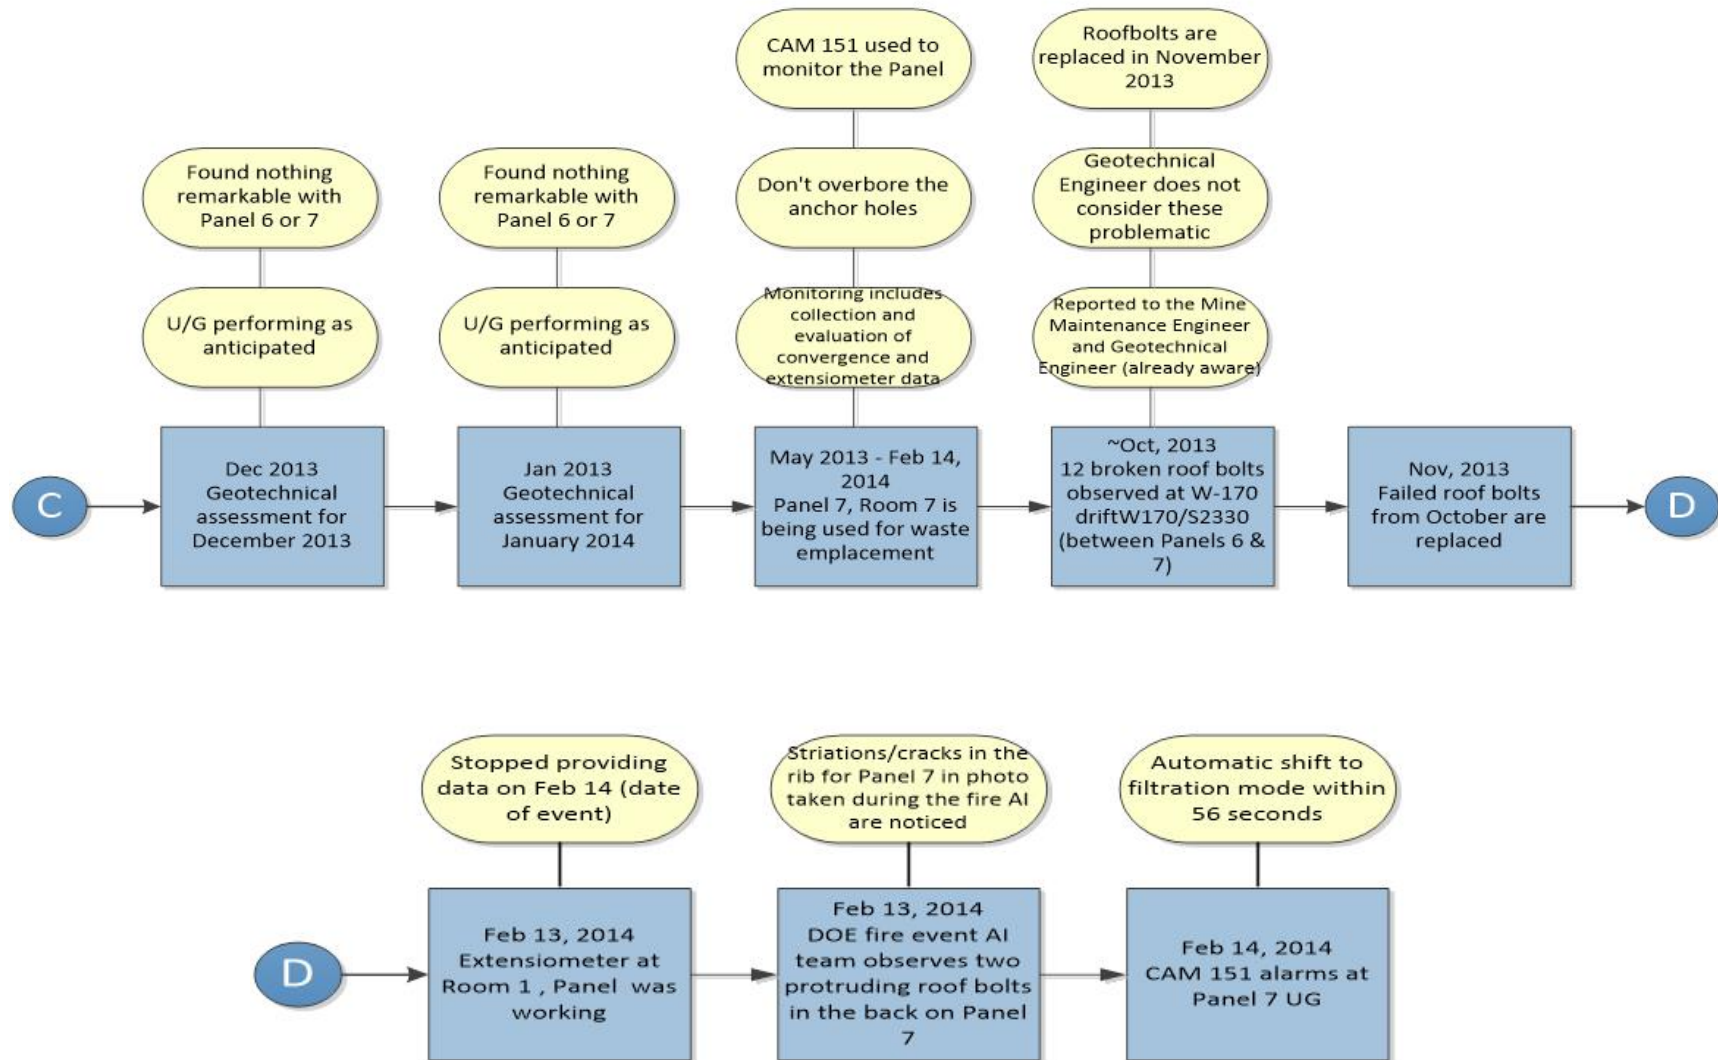 CAM 151 used to
monitor the Panel
Roofbolts are
replaced in November
2013
Found nothing
remarkable with
Panel 6 or 7
Found nothing
remarkable with
Panel 6 or 7
Don't overbore the
anchor holes
Geotechnical
Engineer does not
consider these
problematic
U/G performing as
anticipated
U/G performing as
anticipated
Monitoring includes
collection and
evaluation of
convergence and
extensiometer data
Reported to the Mine
Maintenance Engineer
and Geotechnical
Engineer (already aware)
C
Dec 2013
Geotechnical
assessment for
December 2013
Jan 2013
Geotechnical
assessment for
January 2014
May 2013 - Feb 14,
2014
Panel 7, Room 7 is
being used for waste
emplacement
~Oct, 2013
12 broken roof bolts
observed at W-170
driftW170/S2330
(between Panels 6 &
7)
Nov, 2013
Failed roof bolts
from October are
replaced
D
Stopped providing
data on Feb 14 (date
of event)
Striations/cracks in the
rib for Panel 7 in photo
taken during the fire AI
are noticed
Automatic shift to
filtration mode within
56 seconds
D
Feb 13, 2014
Extensiometer at
Room 1 , Panel  was
working
Feb 13, 2014
DOE fire event AI
team observes two
protruding roof bolts
in the back on Panel
7
Feb 14, 2014
CAM 151 alarms at
Panel 7 UG